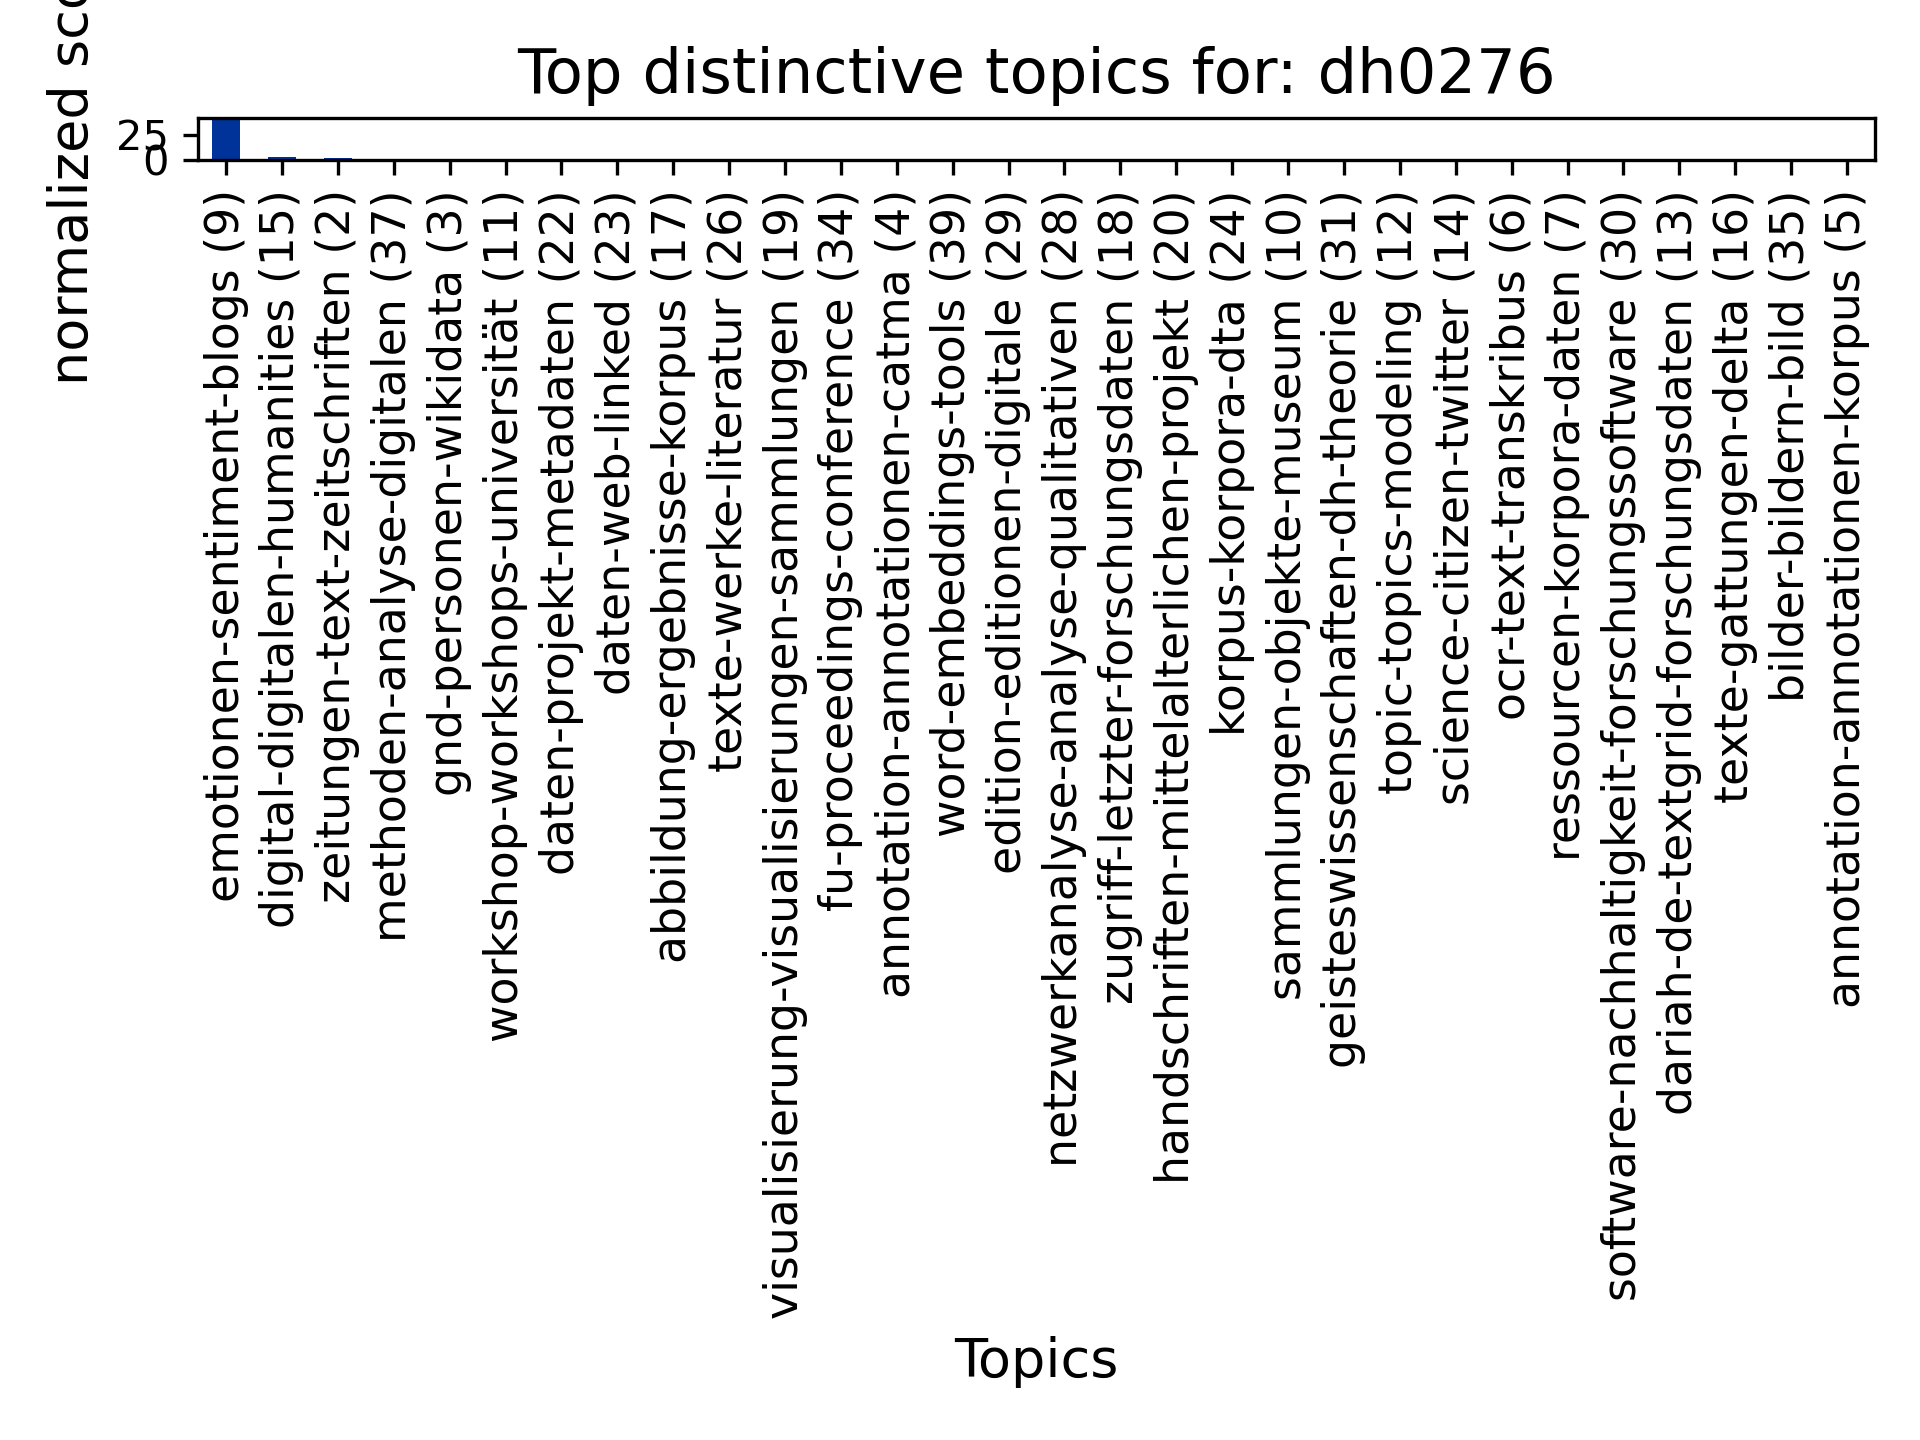 Top distinctive topics for: dh0276
normalized
25
0
emotionen-sentiment-blogs (9)
digital-digitalen-humanities (15)
zeitungen-text-zeitschriften (2)
methoden-analyse-digitalen (37)
gnd-personen-wikidata (3)
workshop-workshops-universität (11)
daten-projekt-metadaten (22)
daten-web-linked (23)
abbildung-ergebnisse-korpus (17)
texte-werke-literatur (26)
visualisierung-visualisierungen-sammlungen (19)
fu-proceedings-conference (34)
annotation-annotationen-catma (4)
word-embeddings-tools (39)
edition-editionen-digitale (29)
netzwerkanalyse-analyse-qualitativen (28)
zugriff-letzter-forschungsdaten (18)
handschriften-mittelalterlichen-projekt (20)
korpus-korpora-dta (24)
sammlungen-objekte-museum (10)
geisteswissenschaften-dh-theorie (31)
topic-topics-modeling (12)
science-citizen-twitter (14)
ocr-text-transkribus (6)
ressourcen-korpora-daten (7)
software-nachhaltigkeit-forschungssoftware (30)
dariah-de-textgrid-forschungsdaten (13)
texte-gattungen-delta (16)
bilder-bildern-bild (35)
annotation-annotationen-korpus (5)
Topics